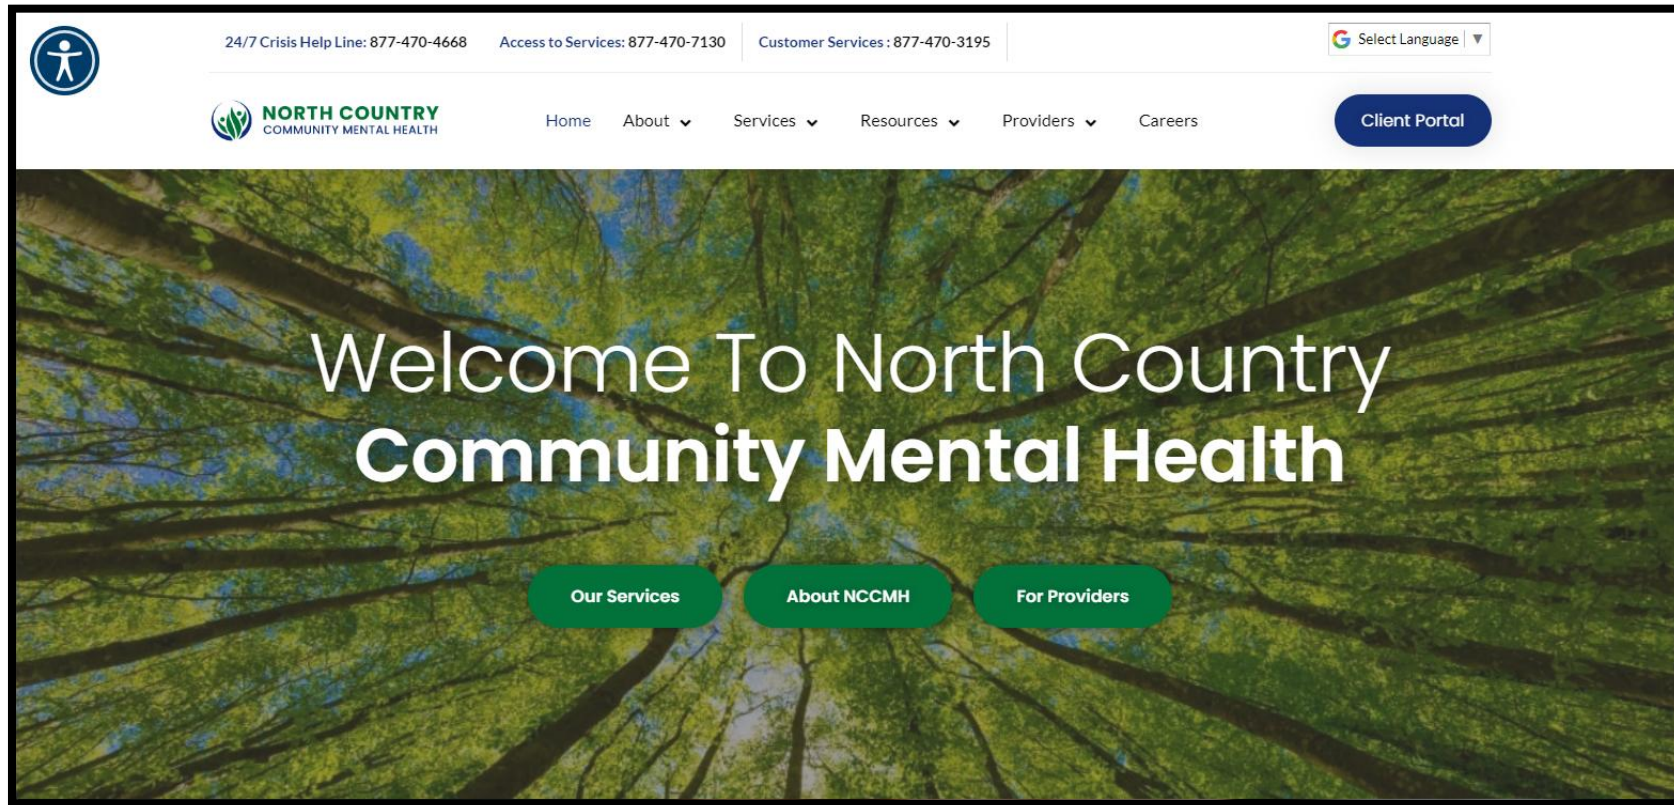 24/7 Crisis Help Line: 877-470-4668 Access to Services: 877-470-7130 Customer Services : 877-470-3195 Select Language ▼
NORTH COUNTRY
COMMUNITY MENTAL HEALTH
Home About Services Resources Providers Careers Client Portal
Welcome To North Country
Community Mental Health
Our Services About NCCMH For Providers